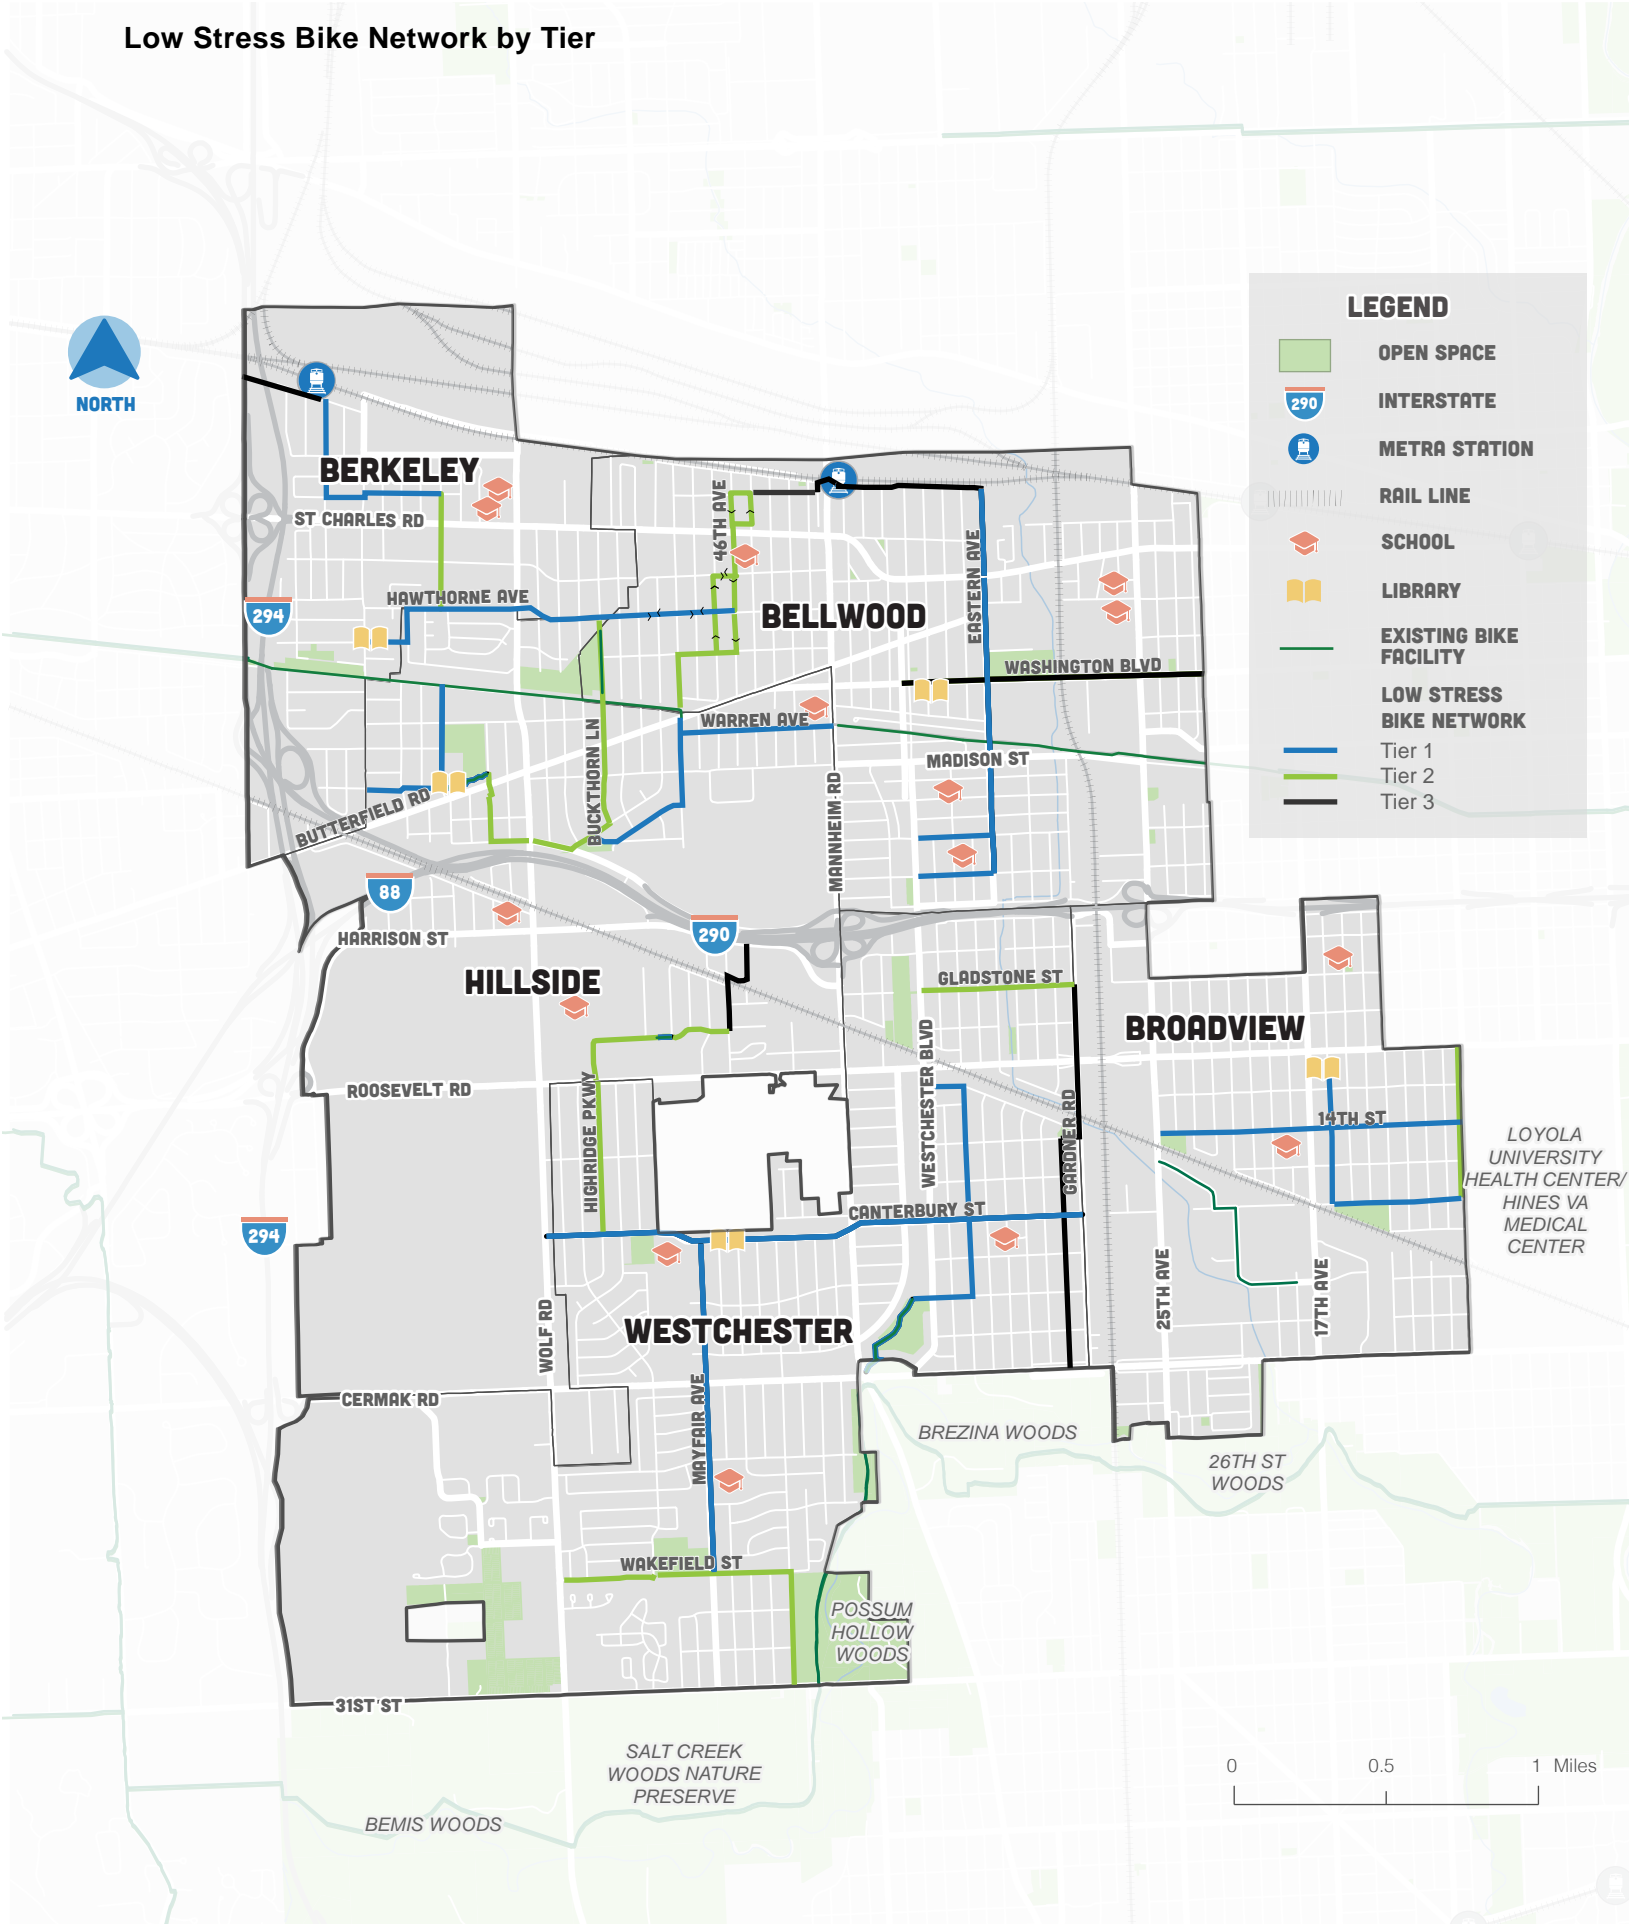 Low Stress Bike Network by Tier
NORTH
LEGEND
OPEN SPACE
290
INTERSTATE
METRA STATION
RAIL LINE
SCHOOL
LIBRARY
EXISTING BIKE
FACILITY
LOW STRESS
BIKE NETWORK
Tier 1
Tier 2
Tier 3
BERKELEY
ST CHARLES RD
46TH AVE
EASTERN AVE
HAWTHORNE AVE
294
BELLWOOD
WASHINGTON BLVD
WARREN AVE
BUCKTHORN LN
MADISON ST
MANNHEIM RD
BUTTERFIELD RD
88
290
HARRISON ST
HILLSIDE
GLADSTONE ST
BROADVIEW
WESTCHESTER BLVD
ROOSEVELT RD
HIGHRIDGE PKWY
GARDNER RD
14TH ST
LOYOLA
UNIVERSITY
HEALTH CENTER/
HINES VA
MEDICAL
CENTER
CANTERBURY ST
294
25TH AVE
17TH AVE
WOLF RD
WESTCHESTER
MAYFAIR AVE
CERMAK RD
BREZINA WOODS
26TH ST
WOODS
WAKEFIELD ST
POSSUM
HOLLOW
WOODS
31ST ST
SALT CREEK
WOODS NATURE
PRESERVE
BEMIS WOODS
0 0.5 1 Miles